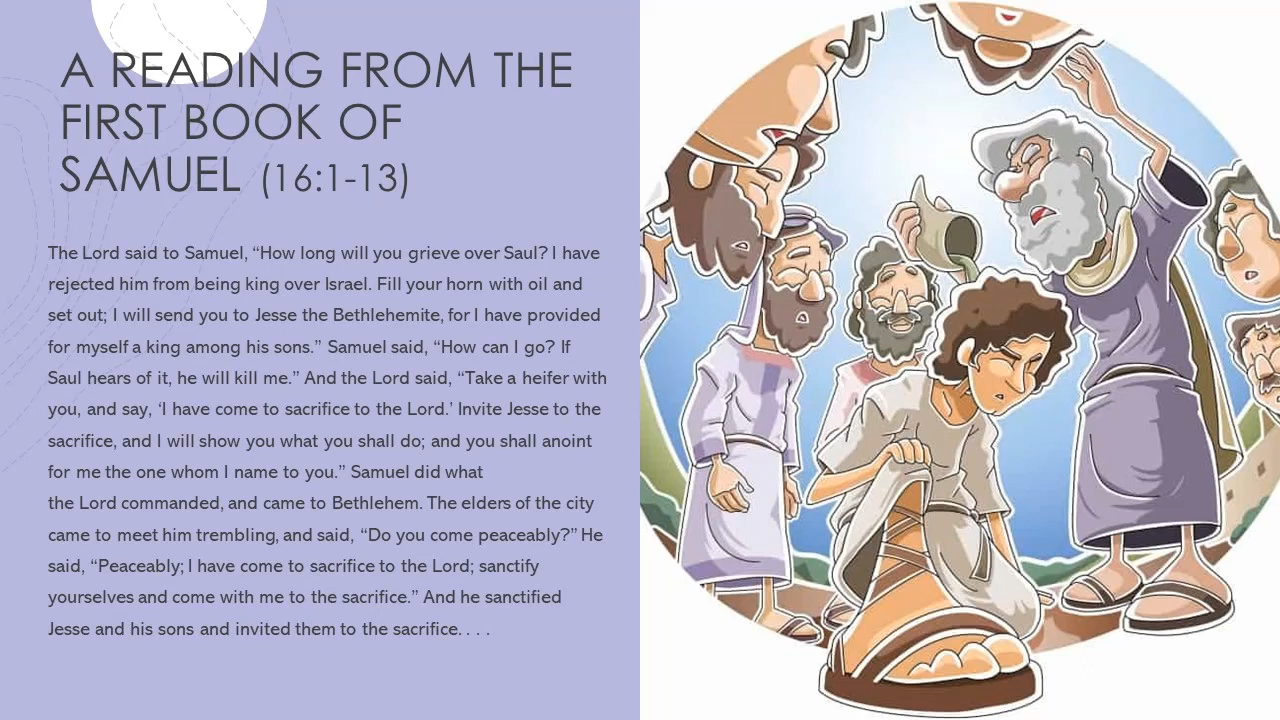 A READING FROM THE
FIRST BOOK OF
SAMUEL (16:1-13)
The Lord said to Samuel, “How long will you grieve over Saul? I have
rejected him from being king over Israel. Fill your horn with oil and
set out; I will send you to Jesse the Bethlehemite, for I have provided
for myself a king among his sons.” Samuel said, “How can I go? If
Saul hears of it, he will kill me.” And the Lord said, “Take a heifer with
you, and say, ‘I have come to sacrifice to the Lord.’ Invite Jesse to the
sacrifice, and I will show you what you shall do; and you shall anoint
for me the one whom I name to you.” Samuel did what
the Lord commanded, and came to Bethlehem. The elders of the city
came to meet him trembling, and said, “Do you come peaceably?” He
said, “Peaceably; I have come to sacrifice to the Lord; sanctify
yourselves and come with me to the sacrifice.” And he sanctified
Jesse and his sons and invited them to the sacrifice. . . .